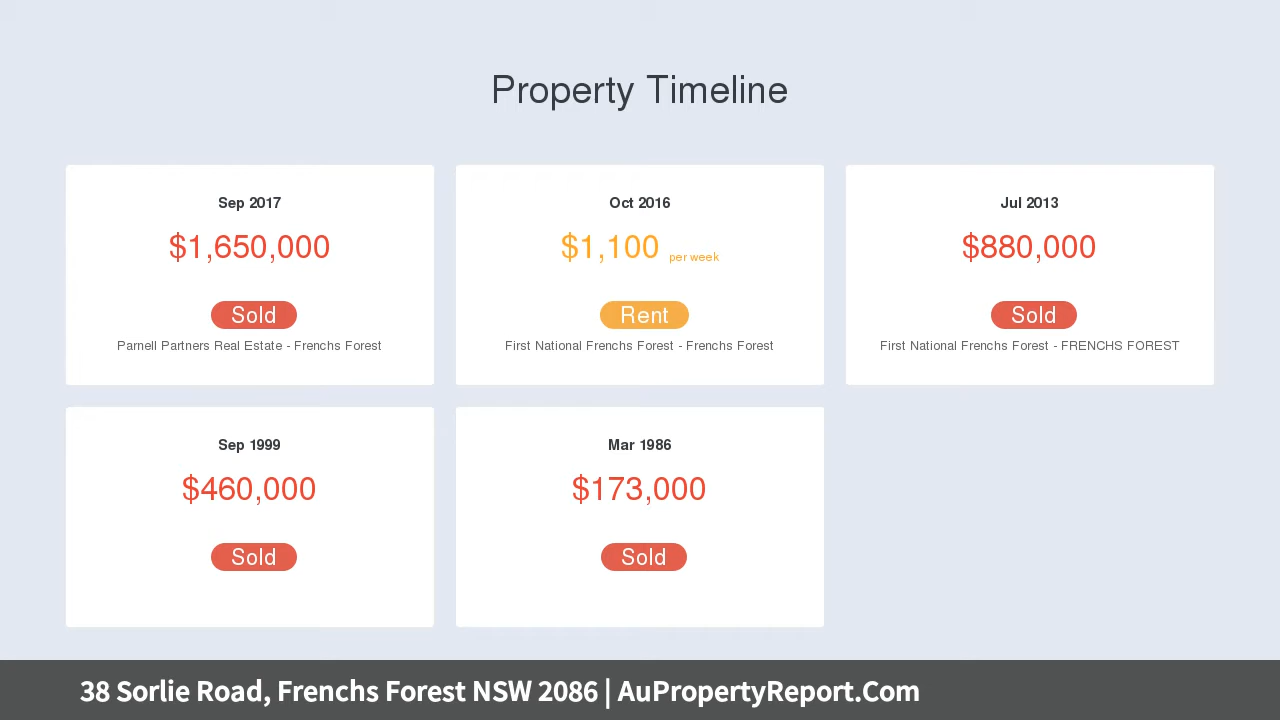 Property Timeline
Sep 2017
$1,650,000
Sold
Parnell Partners Real Estate - Frenchs Forest
Oct 2016
$1,100 per week
Rent
First National Frenchs Forest - Frenchs Forest
Jul 2013
$880,000
Sold
First National Frenchs Forest - FRENCHS FOREST
Sep 1999
$460,000
Sold
Mar 1986
$173,000
Sold
38 Sorlie Road, Frenchs Forest NSW 2086 | AuPropertyReport.Com